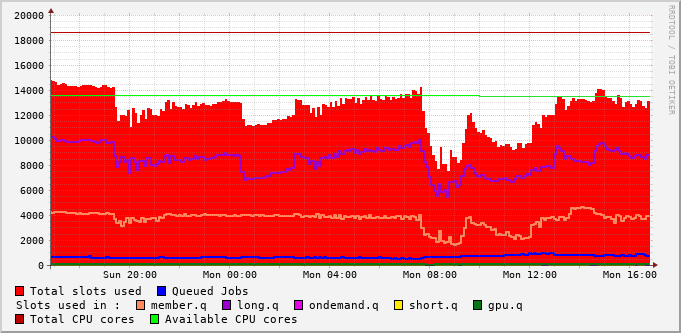 20000
18000
16000
14000
12000
10000
8000
6000
4000
2000
0
Sun 20:00 Mon 00:00 Mon 04:00 Mon 08:00 Mon 12:00 Mon 16:00
Total slots used Queued Jobs
Slots used in : member.q long.q ondemand.q short.q gpu.q
Total CPU cores Available CPU cores
RRDTOOL / TOBI OETIKER